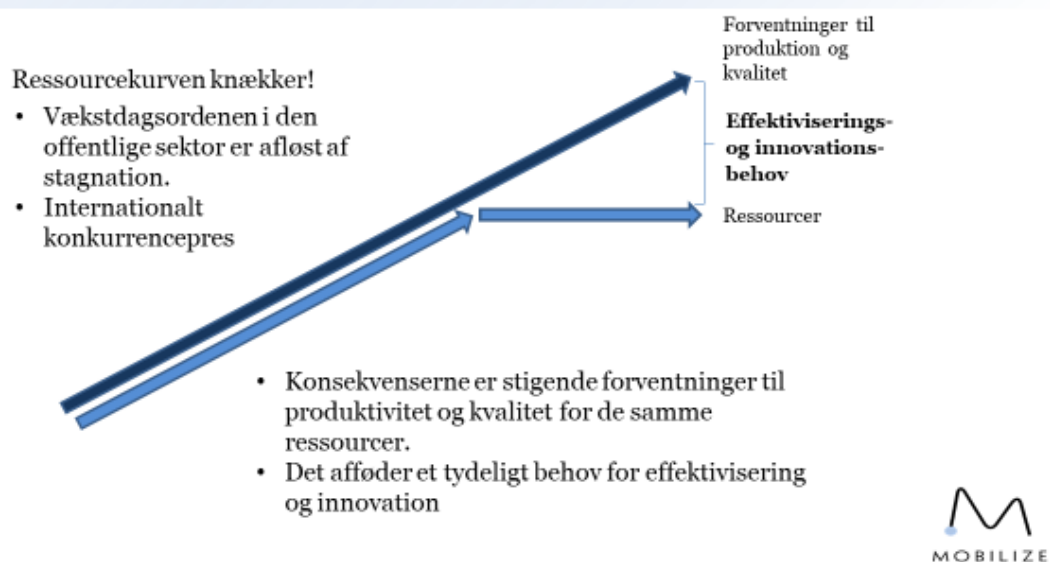 Forventninger til
produktion og
kvalitet
Ressourcekurven knækker!
• Vækstdagsordenen i den
offentlige sektor er afløst af
stagnation.
• Internationalt
konkurrencepres
Effektiviserings-
og innovations-
behov
Ressourcer
• Konsekvenserne er stigende forventninger til
produktivitet og kvalitet for de samme
ressourcer.
• Det afføder et tydeligt behov for effektivisering
og innovation
MOBILIZE